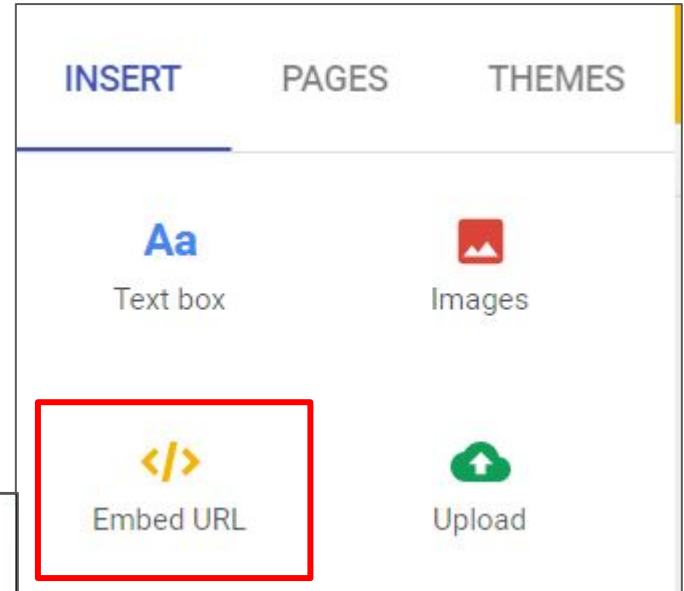 INSERT PAGES THEMES
Aa
Text box Images
</>
Embed URL Upload